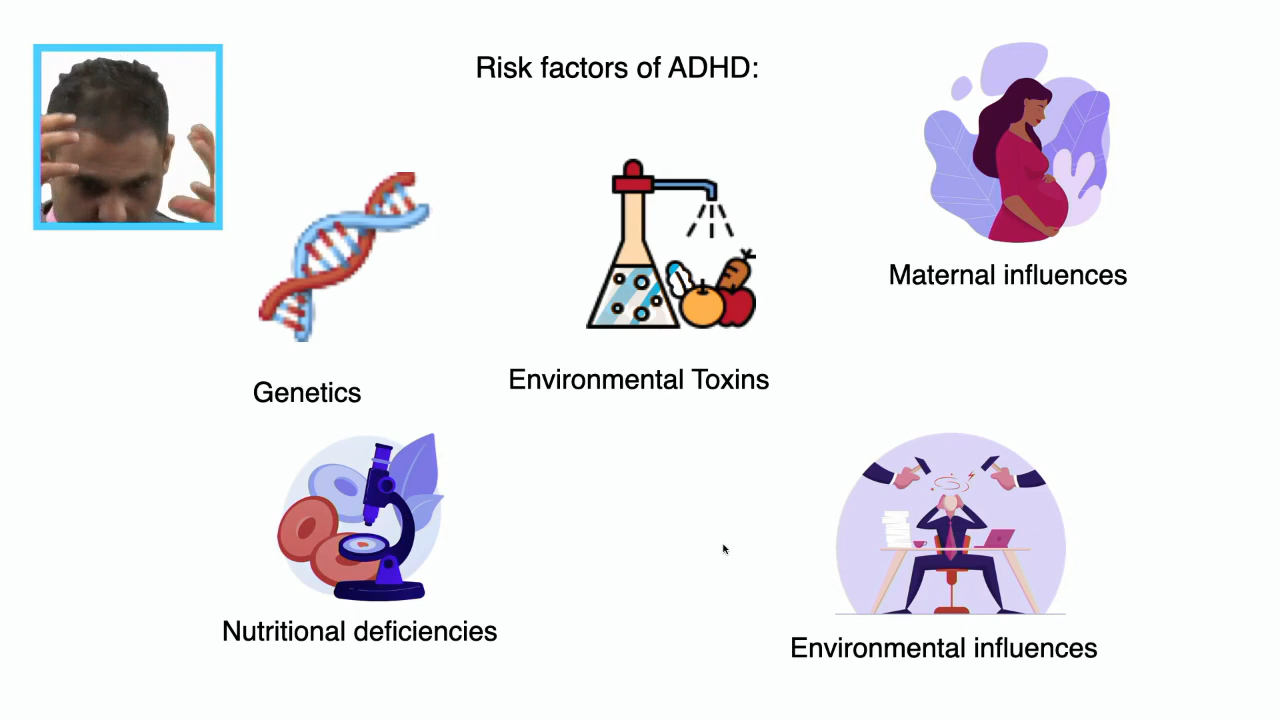 Risk factors of ADHD:
Maternal influences
Genetics
Environmental Toxins
Nutritional deficiencies
Environmental influences